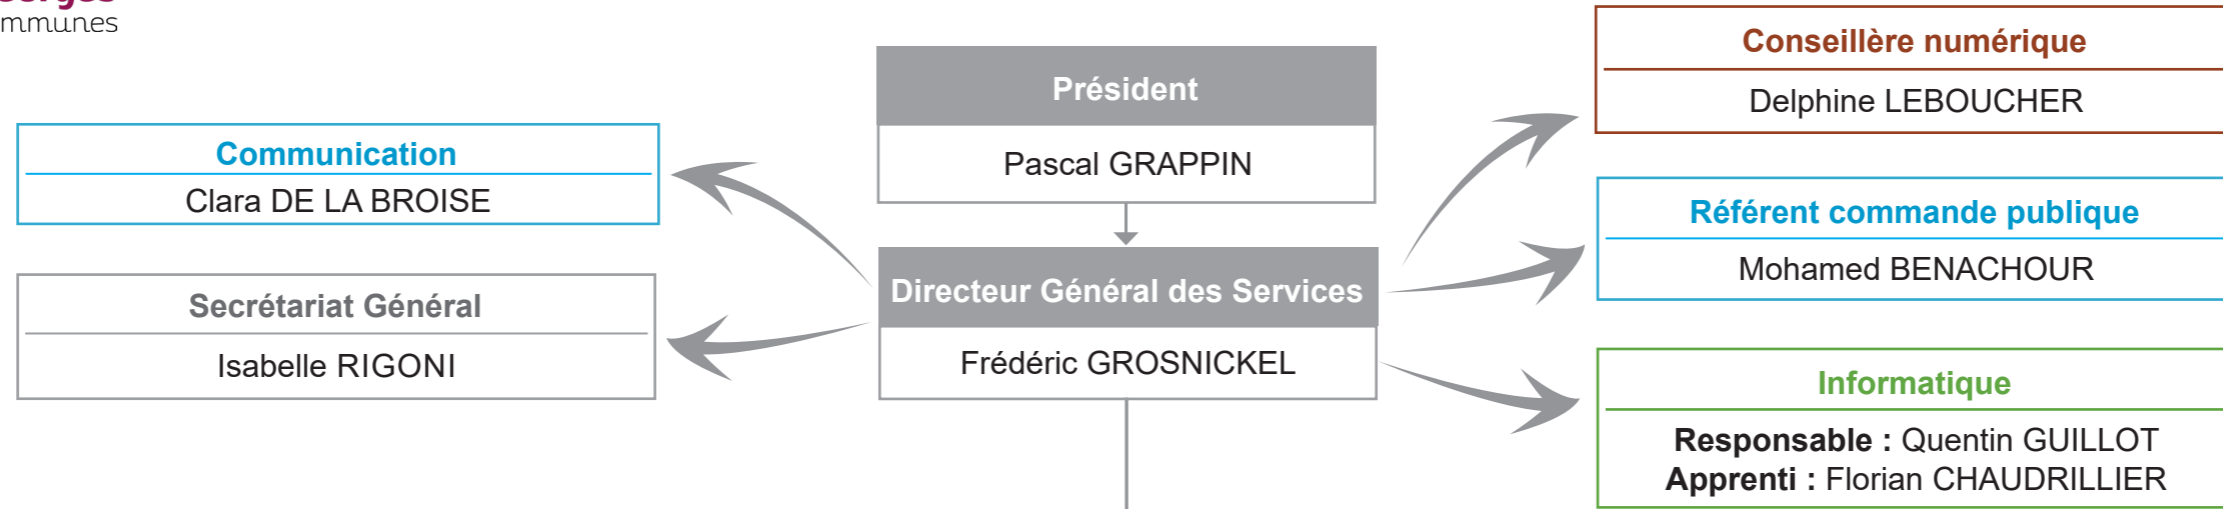 mmunes
Président
Pascal GRAPPIN
Communication
Clara DE LA BROISE
Secrétariat Général
Isabelle RIGONI
Directeur Général des Services
Frédéric GROSNICKEL
Conseillère numérique
Delphine LEBOUCHER
Référent commande publique
Mohamed BENACHOUR
Informatique
Responsable : Quentin GUILLOT
Apprenti : Florian CHAUDRILLIER